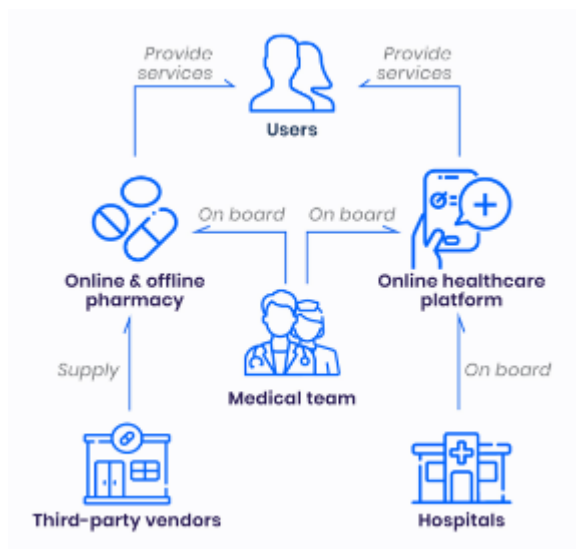 Provide
services
Provide
services
Users
On board
On board
Online & offline
pharmacy
Online healthcare
platform
Supply
Medical team
On board
Third-party vendors
Hospitals